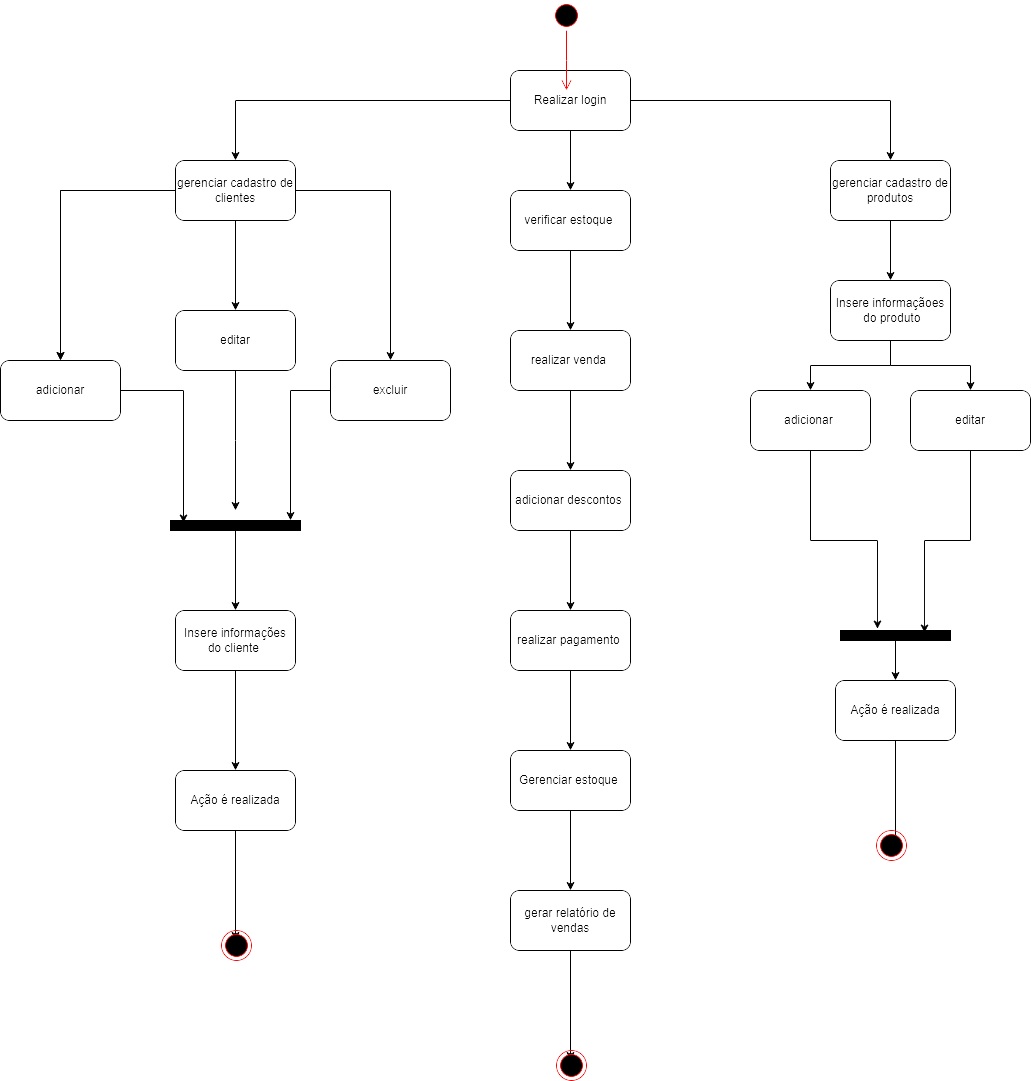 Realizar login
gerenciar cadastro de
clientes
gerenciar cadastro de
produtos
verificar estoque
Insere informaçãoes
do produto
editar
realizar venda
adicionar
excluir
adicionar
editar
adicionar descontos
Insere informações
do cliente
realizar pagamento
Ação é realizada
Gerenciar estoque
Ação é realizada
gerar relatório de
vendas